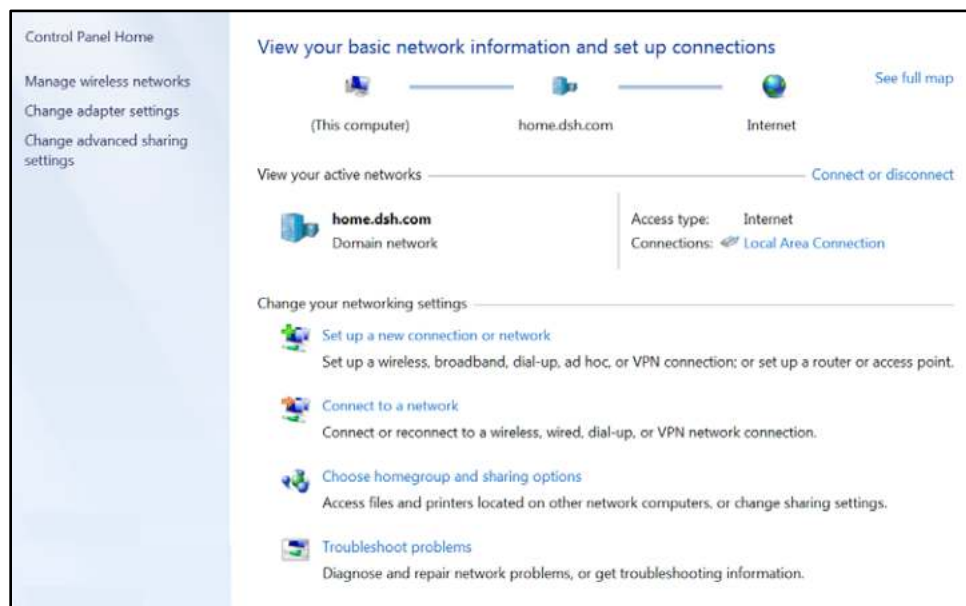 Control Panel Home
Manage wireless networks
Change adapter settings
Change advanced sharing
settings
View your basic network information and set up connections
See full map
(This computer)
home.dsh.com
Internet
View your active networks
Connect or disconnect
home.dsh.com
Domain network
Access type: Internet
Connections: Local Area Connection
Change your networking settings
Set up a new connection or network
Set up a wireless, broadband, dial-up, ad hoc, or VPN connection; or set up a router or access point.
Connect to a network
Connect or reconnect to a wireless, wired, dial-up, or VPN network connection.
Choose homegroup and sharing options
Access files and printers located on other network computers, or change sharing settings.
Troubleshoot problems
Diagnose and repair network problems, or get troubleshooting information.